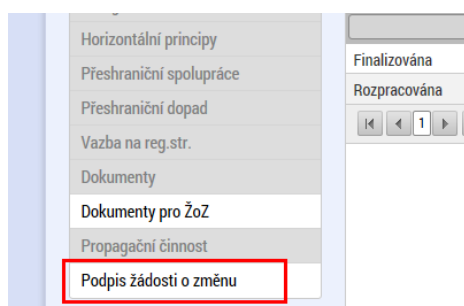 Horizontální principy
Přeshraniční spolupráce
Přeshraniční dopad
Vazba na reg.str.
Dokumenty
Dokumenty pro ŽoZ
Propagační činnost
Podpis žádosti o změnu
Finalizována
Rozpracována
1